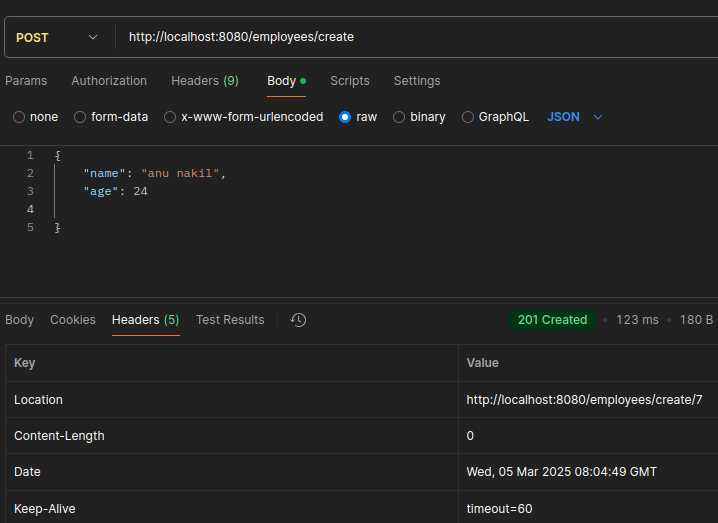 POST http://localhost:8080/employees/create
Params Authorization Headers (9) Body Scripts Settings
none form-data x-www-form-urlencoded raw binary GraphQL JSON
1 {
2 "name": "anu nakil",
3 "age": 24
4
5 }
Body Cookies Headers (5) Test Results 201 Created 123 ms 180 B
Key Value
Location http://localhost:8080/employees/create/7
Content-Length 0
Date Wed, 05 Mar 2025 08:04:49 GMT
Keep-Alive timeout=60